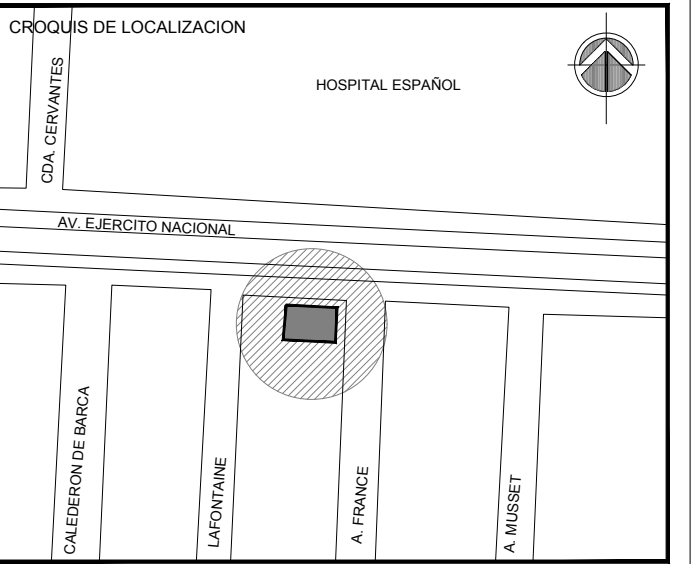 CROQUIS DE LOCALIZACION
HOSPITAL ESPAÑOL
CDA. CERVANTES
AV. EJERCITO NACIONAL
CALEDERON DE BARCA
LAFONTAINE
A. FRANCE
A. MUSSET